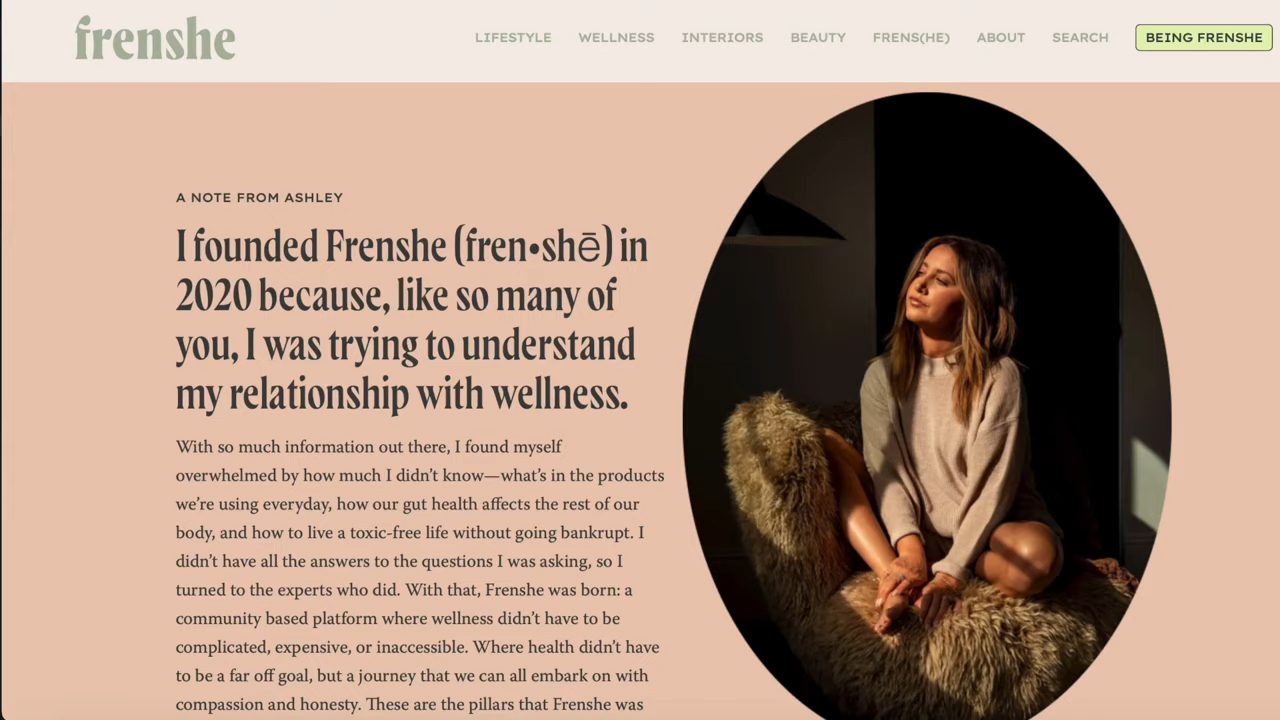 frenshe
LIFESTYLE WELLNESS INTERIORS BEAUTY FRENS(HE) ABOUT SEARCH BEING FRENSHE
A NOTE FROM ASHLEY
I founded Frenshe (fren•shē) in
2020 because, like so many of
you, I was trying to understand
my relationship with wellness.
With so much information out there, I found myself
overwhelmed by how much I didn’t know—what’s in the products
we’re using everyday, how our gut health affects the rest of our
body, and how to live a toxic-free life without going bankrupt. I
didn’t have all the answers to the questions I was asking, so I
turned to the experts who did. With that, Frenshe was born: a
community based platform where wellness didn’t have to be
complicated, expensive, or inaccessible. Where health didn’t have
to be a far off goal, but a journey that we can all embark on with
compassion and honesty. These are the pillars that Frenshe was